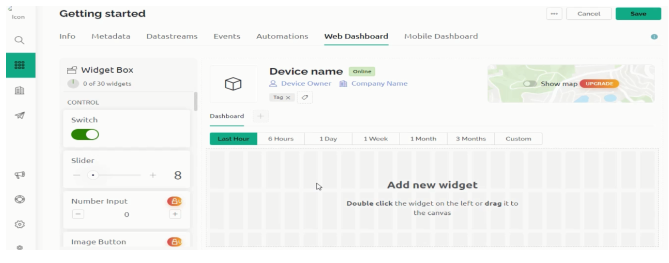 Getting started
Cancel
Save
Info Metadata Datastreams Events Automations Web Dashboard Mobile Dashboard
Widget Box
0 of 30 widgets
CONTROL
Switch
Slider
8
Number Input
0
Image Button
Device name Online
Device Owner Company Name
Tag ×
Show map UPGRADE
Dashboard +
Last Hour 6 Hours 1 Day 1 Week 1 Month 3 Months Custom
Add new widget
Double click the widget on the left or drag it to
the canvas